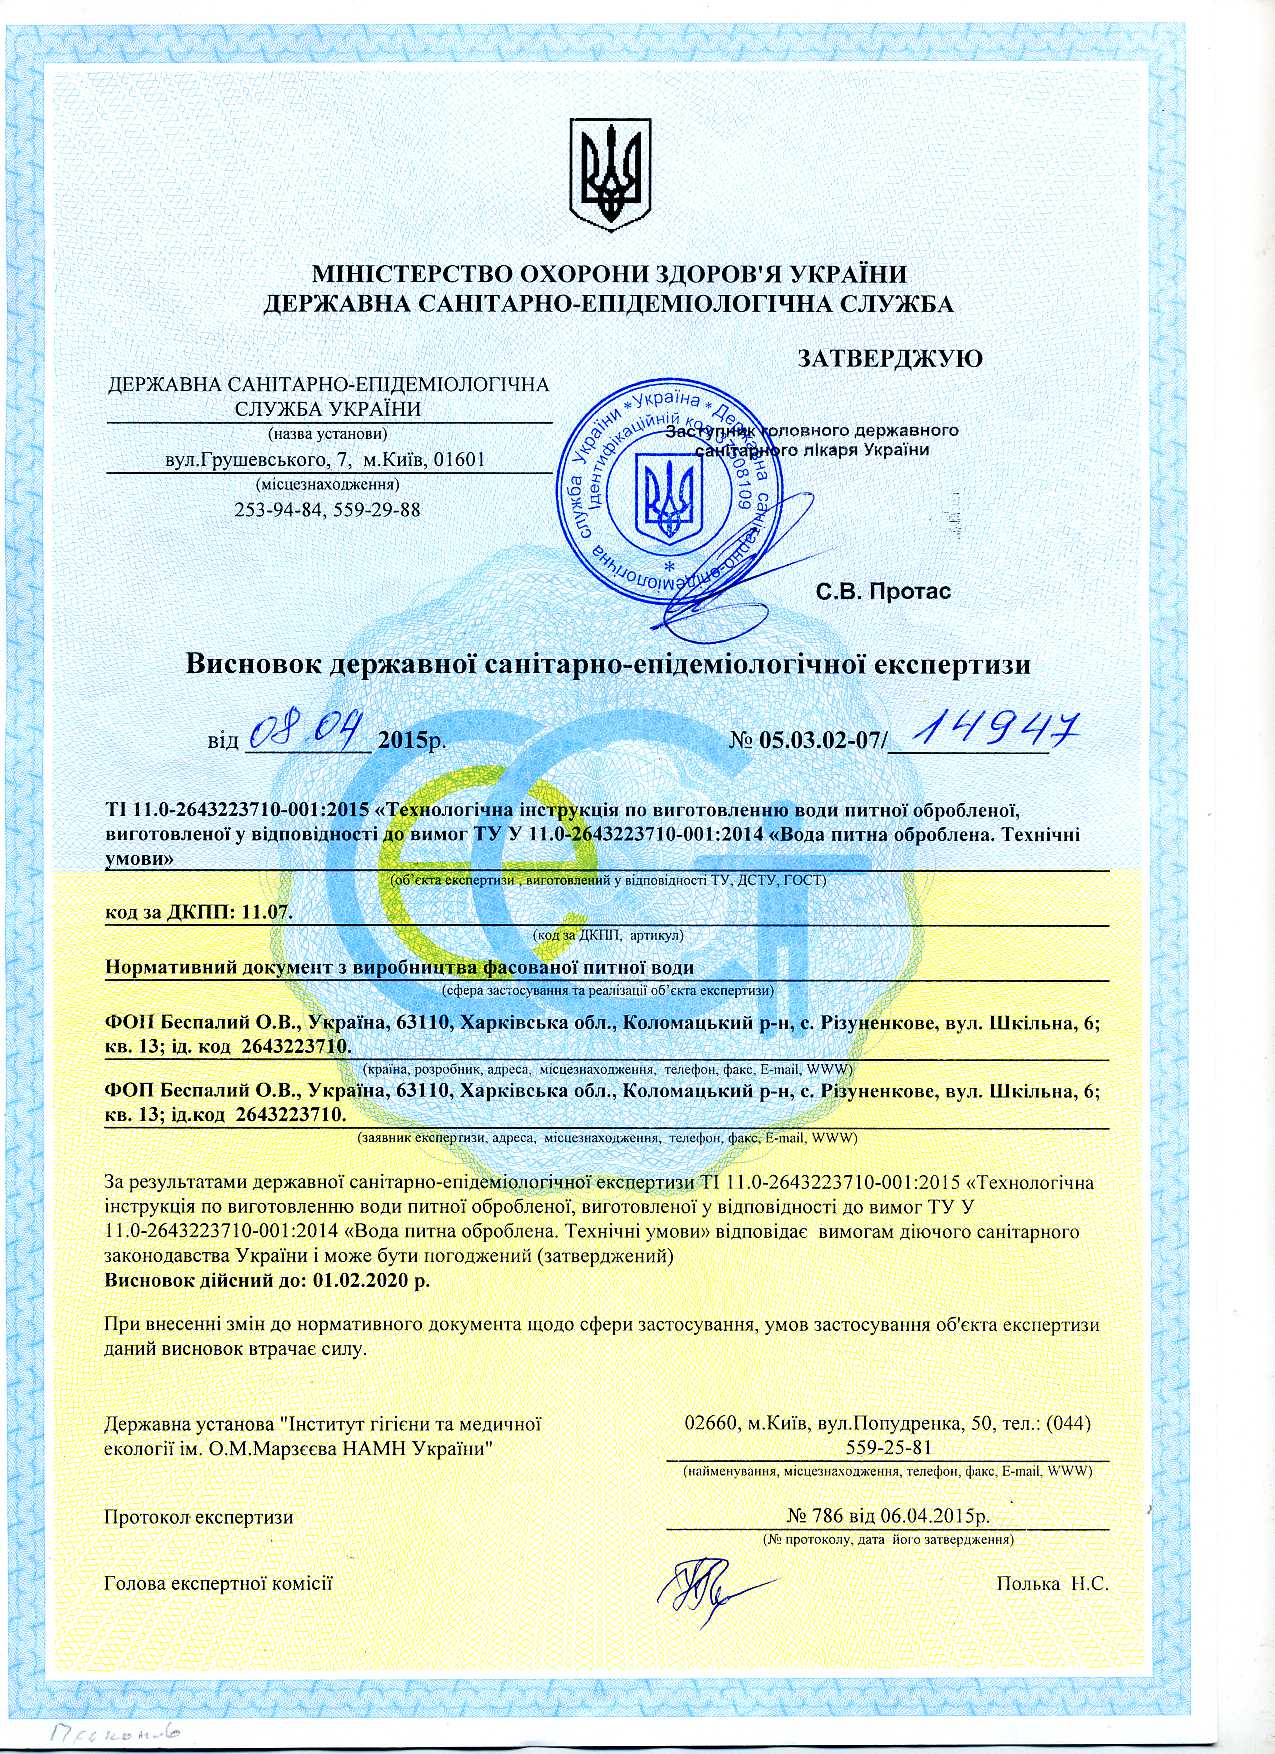 МІНІСТЕРСТВО ОХОРОНИ ЗДОРОВ'Я УКРАЇНИ
ДЕРЖАВНА САНІТАРНО-ЕПІДЕМІОЛОГІЧНА СЛУЖБА
ЗАТВЕРДЖУЮ
ДЕРЖАВНА САНІТАРНО-ЕПІДЕМІОЛОГІЧНА
СЛУЖБА УКРАЇНИ
(назва установи)
вул.Грушевського, 7, м.Київ, 01601
(місцезнаходження)
253-94-84, 559-29-88
Заступник головного державного
санітарного лікаря України
*Україна * Державна санітарно-епідеміологічна служба України
Ідентифікаційній код 37508109
С.В. Протас
Висновок державної санітарно-епідеміологічної експертизи
від 08 04 2015р. № 05.03.02-07/ 14947
ТІ 11.0-2643223710-001:2015 «Технологічна інструкція по виготовленню води питної обробленої,
виготовленої у відповідності до вимог ТУ У 11.0-2643223710-001:2014 «Вода питна оброблена. Технічні
умови»
(об'єкта експертизи , виготовлений у відповідності ТУ, ДСТУ, ГОСТ)
код за ДКПП: 11.07.
(код за ДКПП, артикул)
Нормативний документ з виробництва фасованої питної води
(сфера застосування та реалізації об'єкта експертизи)
ФОП Беспалий О.В., Україна, 63110, Харківська обл., Коломацький р-н, с. Різуненкове, вул. Шкільна, 6;
кв. 13; ід. код 2643223710.
(країна, розробник, адреса, місцезнаходження, телефон, факс, E-mail, WWW)
ФОП Беспалий О.В., Україна, 63110, Харківська обл., Коломацький р-н, с. Різуненкове, вул. Шкільна, 6;
кв. 13; ід.код 2643223710.
(заявник експертизи, адреса, місцезнаходження, телефон, факс, E-mail, WWW)
За результатами державної санітарно-епідеміологічної експертизи ТІ 11.0-2643223710-001:2015 «Технологічна
інструкція по виготовленню води питної обробленої, виготовленої у відповідності до вимог ТУ У
11.0-2643223710-001:2014 «Вода питна оброблена. Технічні умови» відповідає вимогам діючого санітарного
законодавства України і може бути погоджений (затверджений)
Висновок дійсний до: 01.02.2020 р.
При внесенні змін до нормативного документа щодо сфери застосування, умов застосування об'єкта експертизи
даний висновок втрачає силу.
Державна установа "Інститут гігієни та медичної
екології ім. О.М.Марзєєва НАМН України"
02660, м.Київ, вул.Попудренка, 50, тел.: (044)
559-25-81
(найменування, місцезнаходження, телефон, факс, E-mail, WWW)
Протокол експертизи
№ 786 від 06.04.2015р.
(№ протоколу, дата його затвердження)
Голова експертної комісії
Полька Н.С.